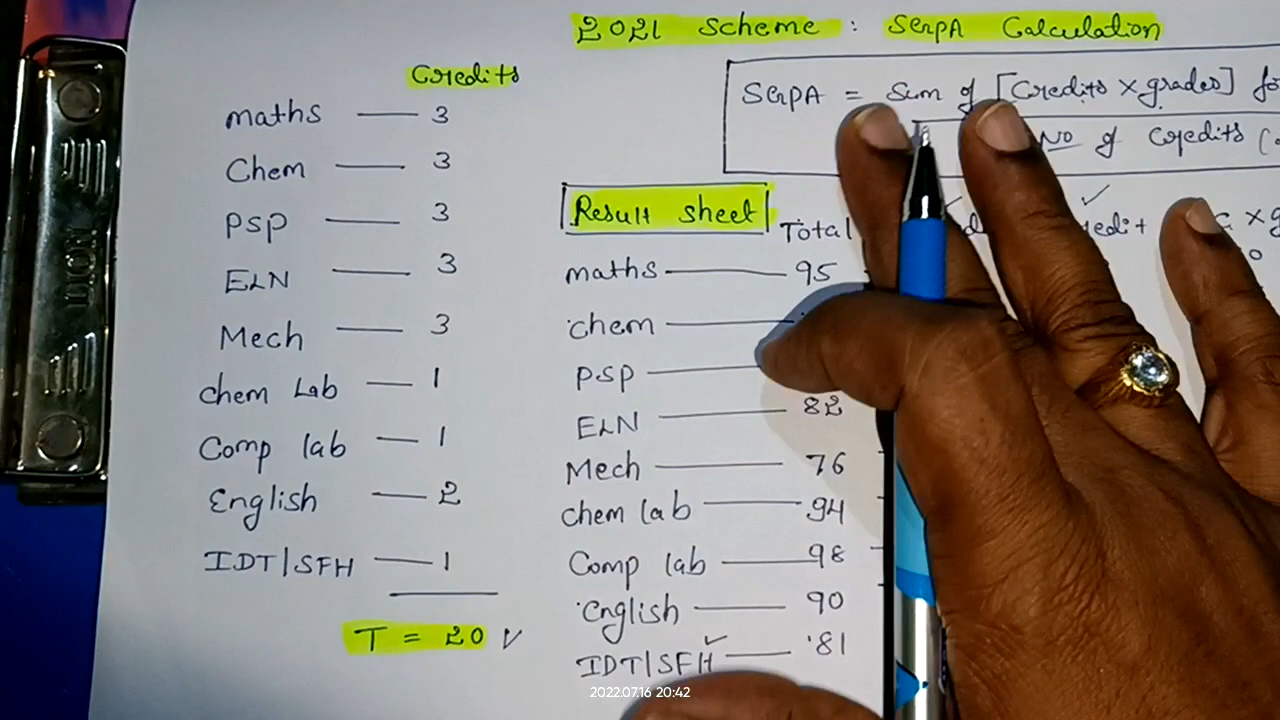 2021 Scheme : SGPA Calculation
Credits
maths — 3
Chem — 3
PSP — 3
ELN — 3
Mech — 3
chem Lab — 1
Comp lab — 1
English — 2
IDT/SFH — 1
T = 20
SGPA = Sum of [Credits × grades]
No of Credits
Result sheet
Total
maths — 95
chem —
PSP —
ELN — 82
Mech — 76
chem lab — 94
Comp lab — 98
English — 90
IDT/SFH — 81
2022.07.16 20:42